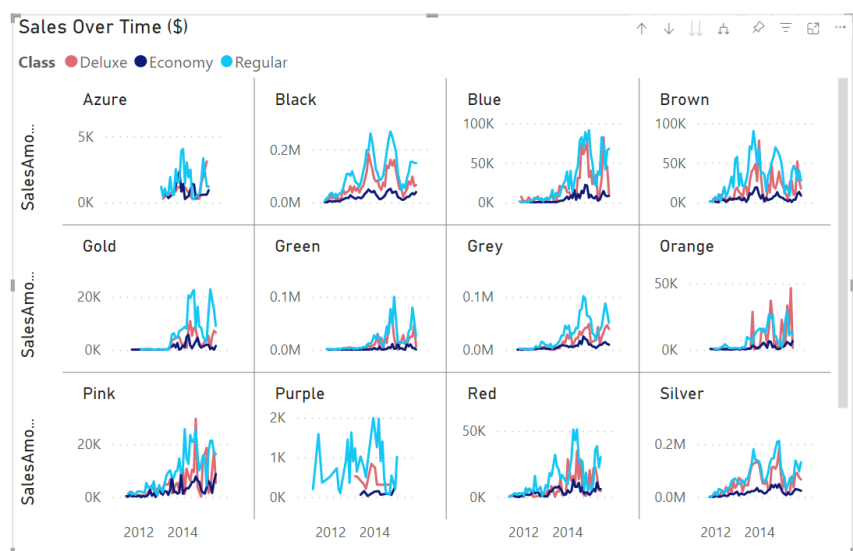 Sales Over Time ($)
Class Deluxe Economy Regular
Azure Black Blue Brown
SalesAmo...
5K
0K
0.2M
0.0M
100K
50K
0K
100K
50K
0K
Gold Green Grey Orange
SalesAmo...
20K
0K
0.1M
0.0M
0.1M
0.0M
50K
0K
Pink Purple Red Silver
SalesAmo...
20K
0K
2K
1K
0K
50K
0K
0.2M
0.0M
2012 2014 2012 2014 2012 2014 2012 2014